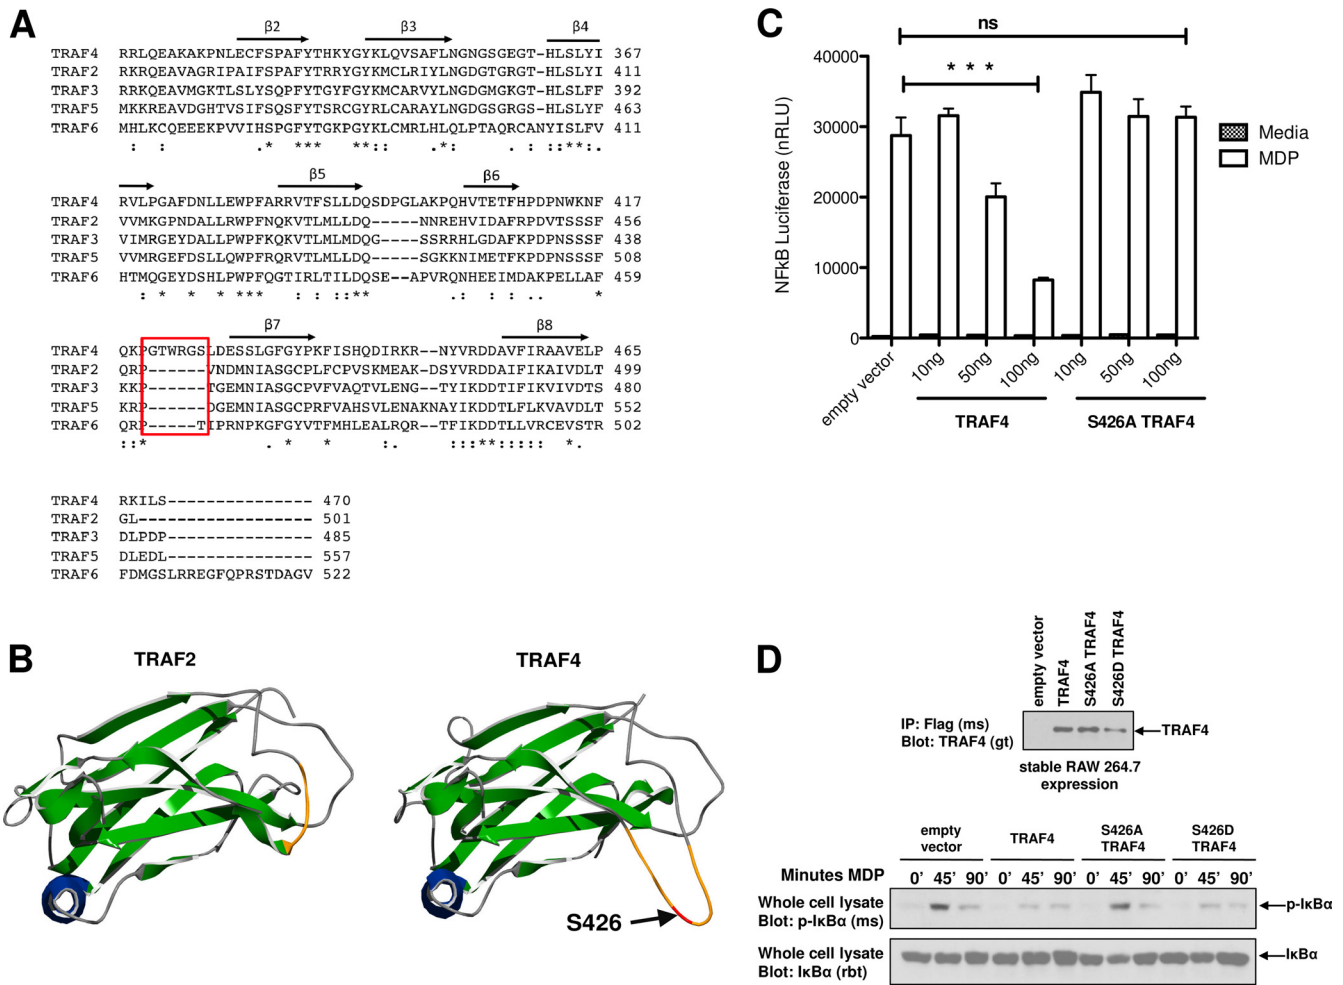 A
β2 β3 β4
TRAF4 RRLQEAKAKPNLECFSPAFYTHKYGYKLQVSAFLNGNGSGEGT-HLSLYI 367
TRAF2 RKRQEAVAGRIPAIFSPAFYTRRYGYKMCLRIYLNGDGTGRGT-HLSLYI 411
TRAF3 RRKQEAVMGKTLSLYSQPFYTGYFGYKMCARVYLNGDGMGKGTHLSLFF 392
TRAF5 MKKREAVDGHTVSIFSQPFYTSRCGYRLCARAYLNGDGSGRGS-HLSLYF 463
TRAF6 MHLKCQEEEKPVVIHSPGFYTGKPGYKLCMRLHLQLPTAQRCANYISLFV 411
: : .* *** **:: .*: . : :**:.
β5 β6
TRAF4 RVLPGAFDNLLEWPFARRVTFSLLDQSDPGLAKPQHVTETFHPDPNWKNF 417
TRAF2 VVMKGPNDALLRWPFNQKVTLMLLDQ-----NNREHVIDAFRPDVTSSSF 456
TRAF3 VIMRGEYDALLPWPFKQKVTLMLMDQG----SSRRHLGDAFKPDPNSSSF 438
TRAF5 VVMRGEFDSLLQWPFRQRVTLMLLDQ-----SGKKNIMETFKPDPNSSSF 508
TRAF6 HTMQGEYDSHLPWPFQGTIRLTILDQSE--APVRQNHEEIMDAKPELLAF 459
: * * * *** : : ::** .: : .. *
β7 β8
TRAF4 QKPGTWRGSLDESSLGFGYPKFISHQDIRKR--NYVRDDAVFIRAAVELP 465
TRAF2 QRP------VNDMNIASGCPLFCPVSKMEAK-DSYVRDDAIFIKAIVDLT 499
TRAF3 KKP------TGEMNIASGCPVFVAQTVLENG--TYIKDDTIFIKVIVDTS 480
TRAF5 KRP------DGEMNIASGCPRFVAHSVLENAKNAYIKDDTLFLKVAVDLT 552
TRAF6 QRP-----TIPRNPKGFGYVTFMHLEALRQR--TFIKDDTLLVRCEVSTR 502
::* . * * :. :::**::::: *.
TRAF4 RKILS--------------- 470
TRAF2 GL------------------ 501
TRAF3 DLPDP--------------- 485
TRAF5 DLEDL--------------- 557
TRAF6 FDMGSLRREGFQPRSTDAGV 522
B
TRAF2 TRAF4
S426
C
ns
* * *
NFkB Luciferase (nRLU)
40000
30000
20000
10000
0
Media
MDP
empty vector 10ng 50ng 100ng 10ng 50ng 100ng
TRAF4 S426A TRAF4
D
empty vector TRAF4 S426A TRAF4 S426D TRAF4
IP: Flag (ms)
Blot: TRAF4 (gt)
TRAF4
stable RAW 264.7
expression
empty vector TRAF4 S426A TRAF4 S426D TRAF4
Minutes MDP 0' 45' 90' 0' 45' 90' 0' 45' 90' 0' 45' 90'
Whole cell lysate
Blot: p-IκBα (ms)
p-IκBα
Whole cell lysate
Blot: IκBα (rbt)
IκBα